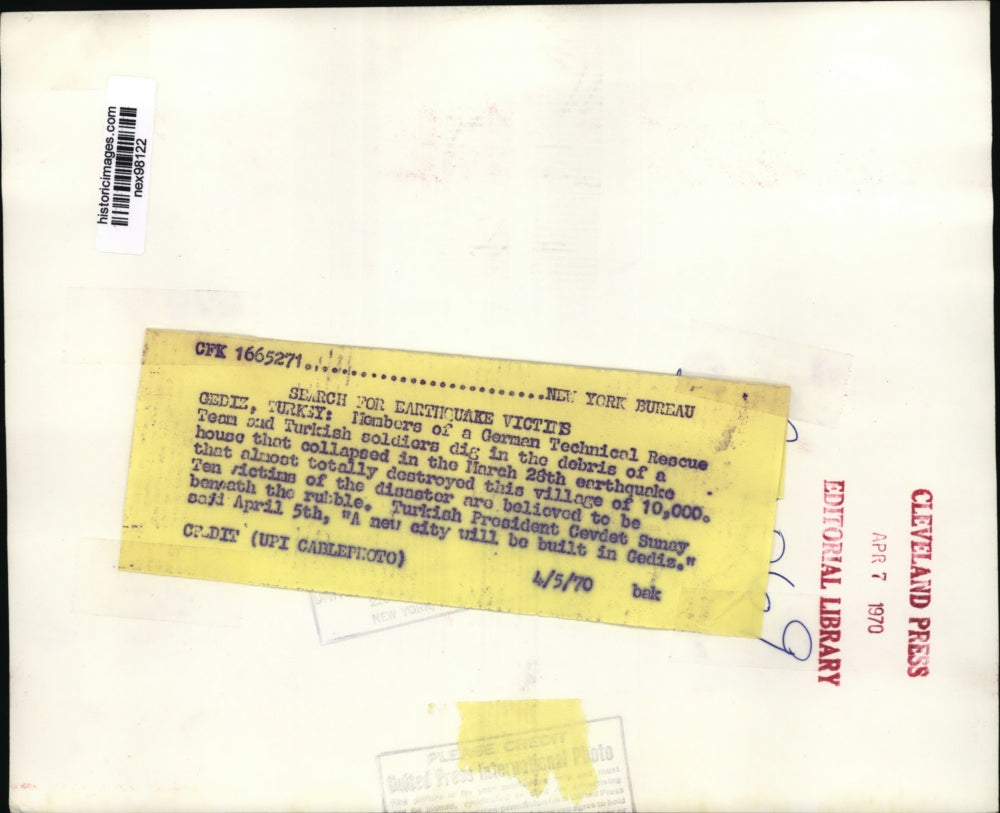 historicimages.com
nex98122
CFK 1665271..............................NEW YORK BUREAU
SEARCH FOR EARTHQUAKE VICTIMS
GEDIZ, TURKEY: Members of a German Technical Rescue
Team and Turkish soldiers dig in the debris of a
house that collapsed in the March 28th earthquake
that almost totally destroyed this village of 10,000.
Ten victims of the disaster are believed to be
beneath the rubble. Turkish President Cevdet Sunay
said April 5th, "A new city will be built in Gediz."
CREDIT (UPI CABLEPHOTO)
4/5/70 bak
NEW YORK
EDITORIAL LIBRARY
APR 7 1970
CLEVELAND PRESS
PLEASE CREDIT
United Press International Photo